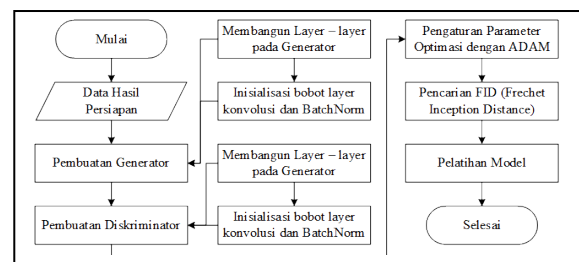 Mulai
Data Hasil
Persiapan
Pembuatan Generator
Pembuatan Diskriminator
Membangun Layer – layer
pada Generator
Inisialisasi bobot layer
konvolusi dan BatchNorm
Membangun Layer – layer
pada Generator
Inisialisasi bobot layer
konvolusi dan BatchNorm
Pengaturan Parameter
Optimasi dengan ADAM
Pencarian FID (Frechet
Inception Distance)
Pelatihan Model
Selesai